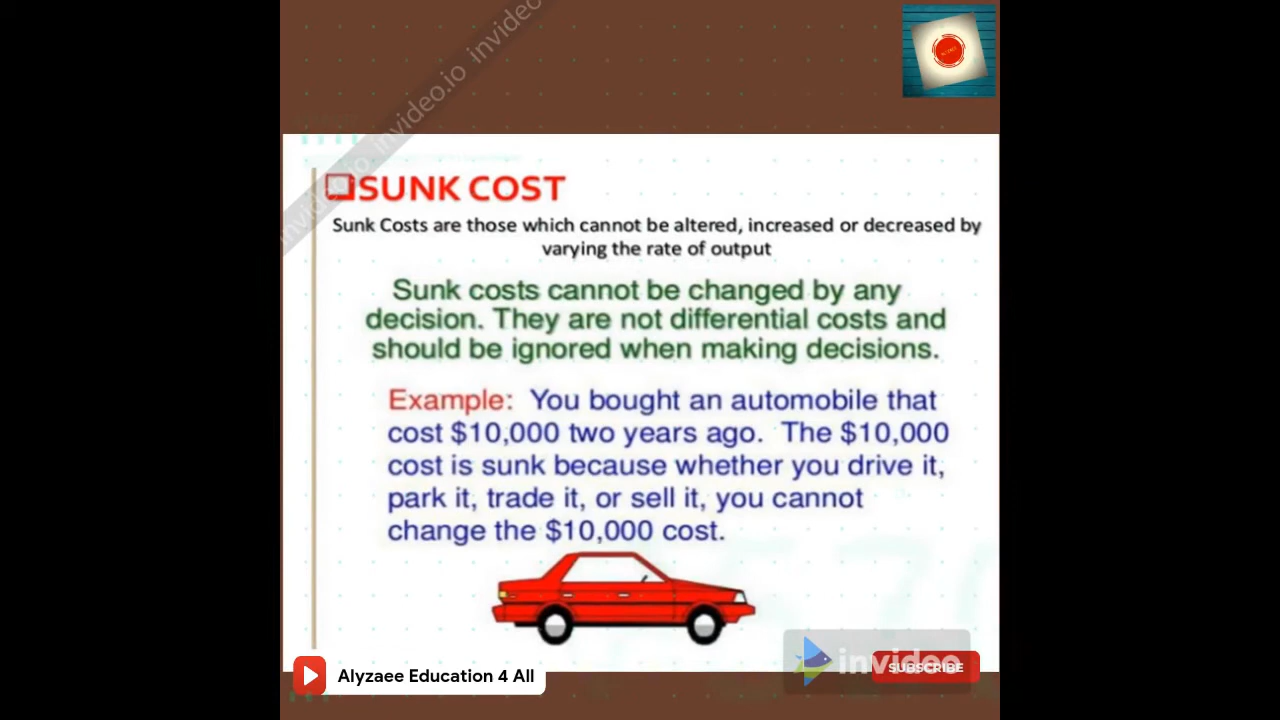 invideo.io invideo
SUNK COST
Sunk Costs are those which cannot be altered, increased or decreased by
varying the rate of output
Sunk costs cannot be changed by any
decision. They are not differential costs and
should be ignored when making decisions.
Example: You bought an automobile that
cost $10,000 two years ago. The $10,000
cost is sunk because whether you drive it,
park it, trade it, or sell it, you cannot
change the $10,000 cost.
Alyzaee Education 4 All
invideo
SUBSCRIBE